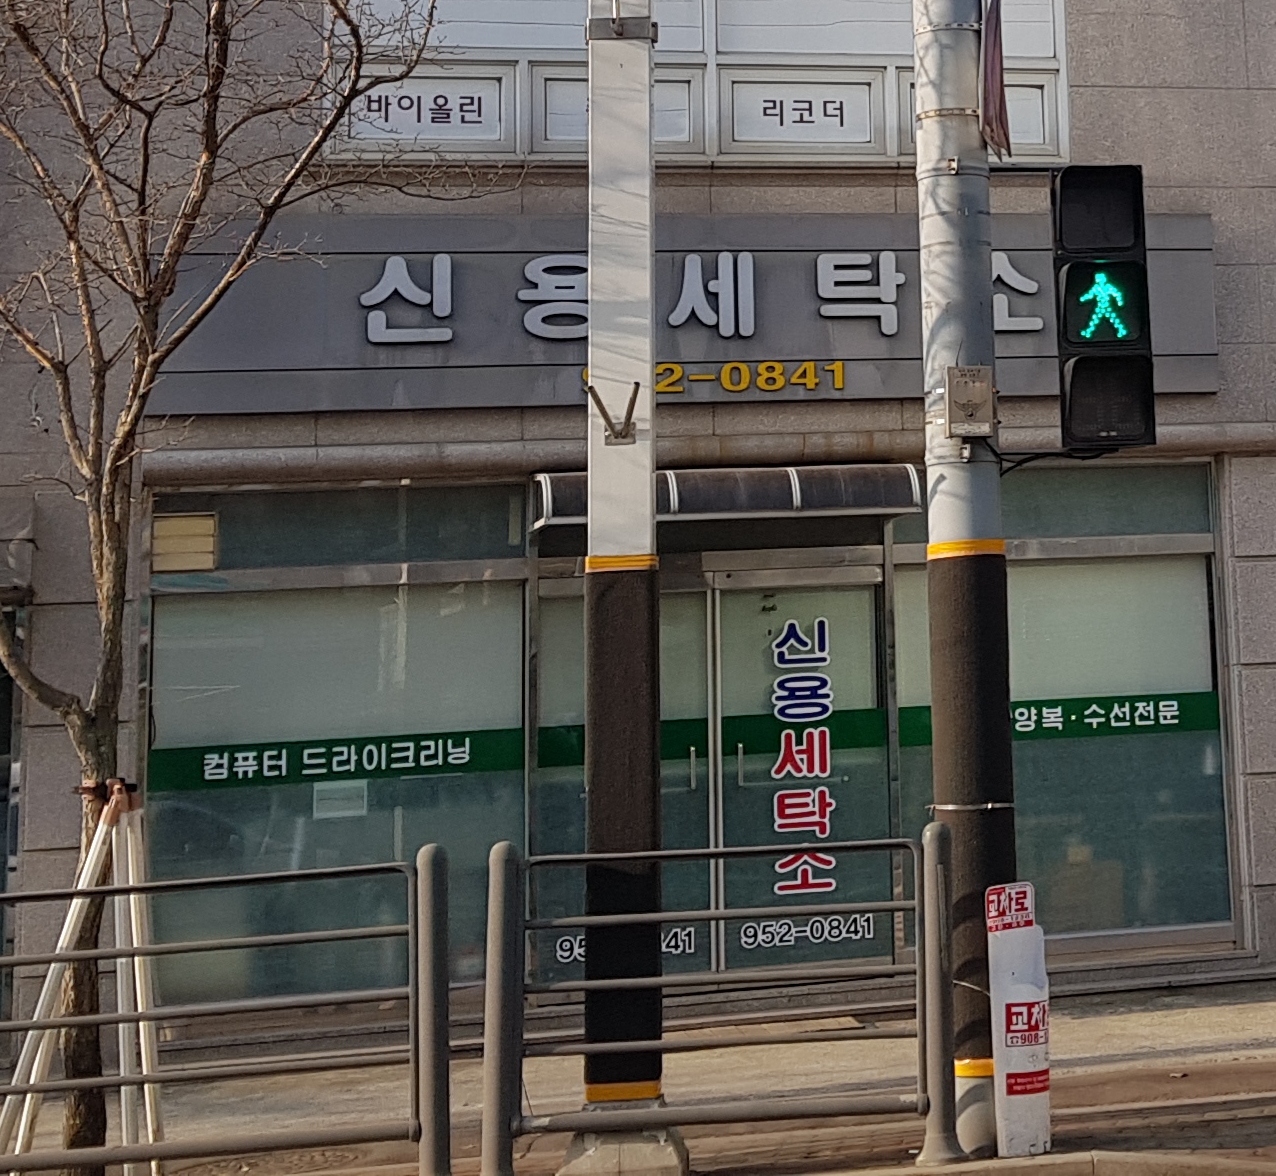 바이올린
리코더
신용세탁소
2-0841
컴퓨터 드라이크리닝
신용세탁소
양복·수선전문
952-0841
교차로